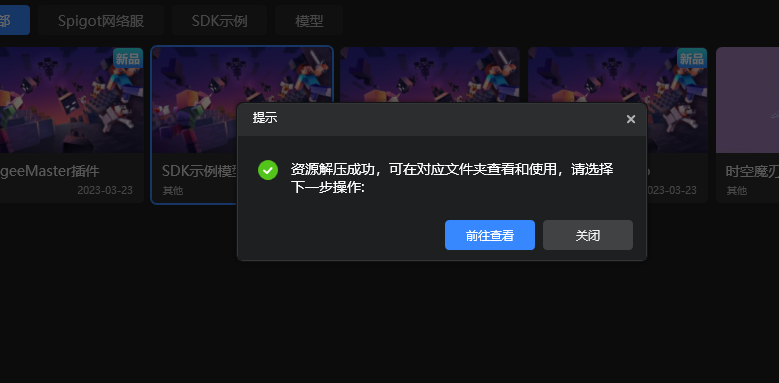 部
Spigot网络服
SDK示例
模型
新品
新品
geeMaster插件
2023-03-23
SDK示例模型
其他
2023-03-23
时空魔刃
其他
提示
资源解压成功，可在对应文件夹查看和使用，请选择
下一步操作:
前往查看
关闭